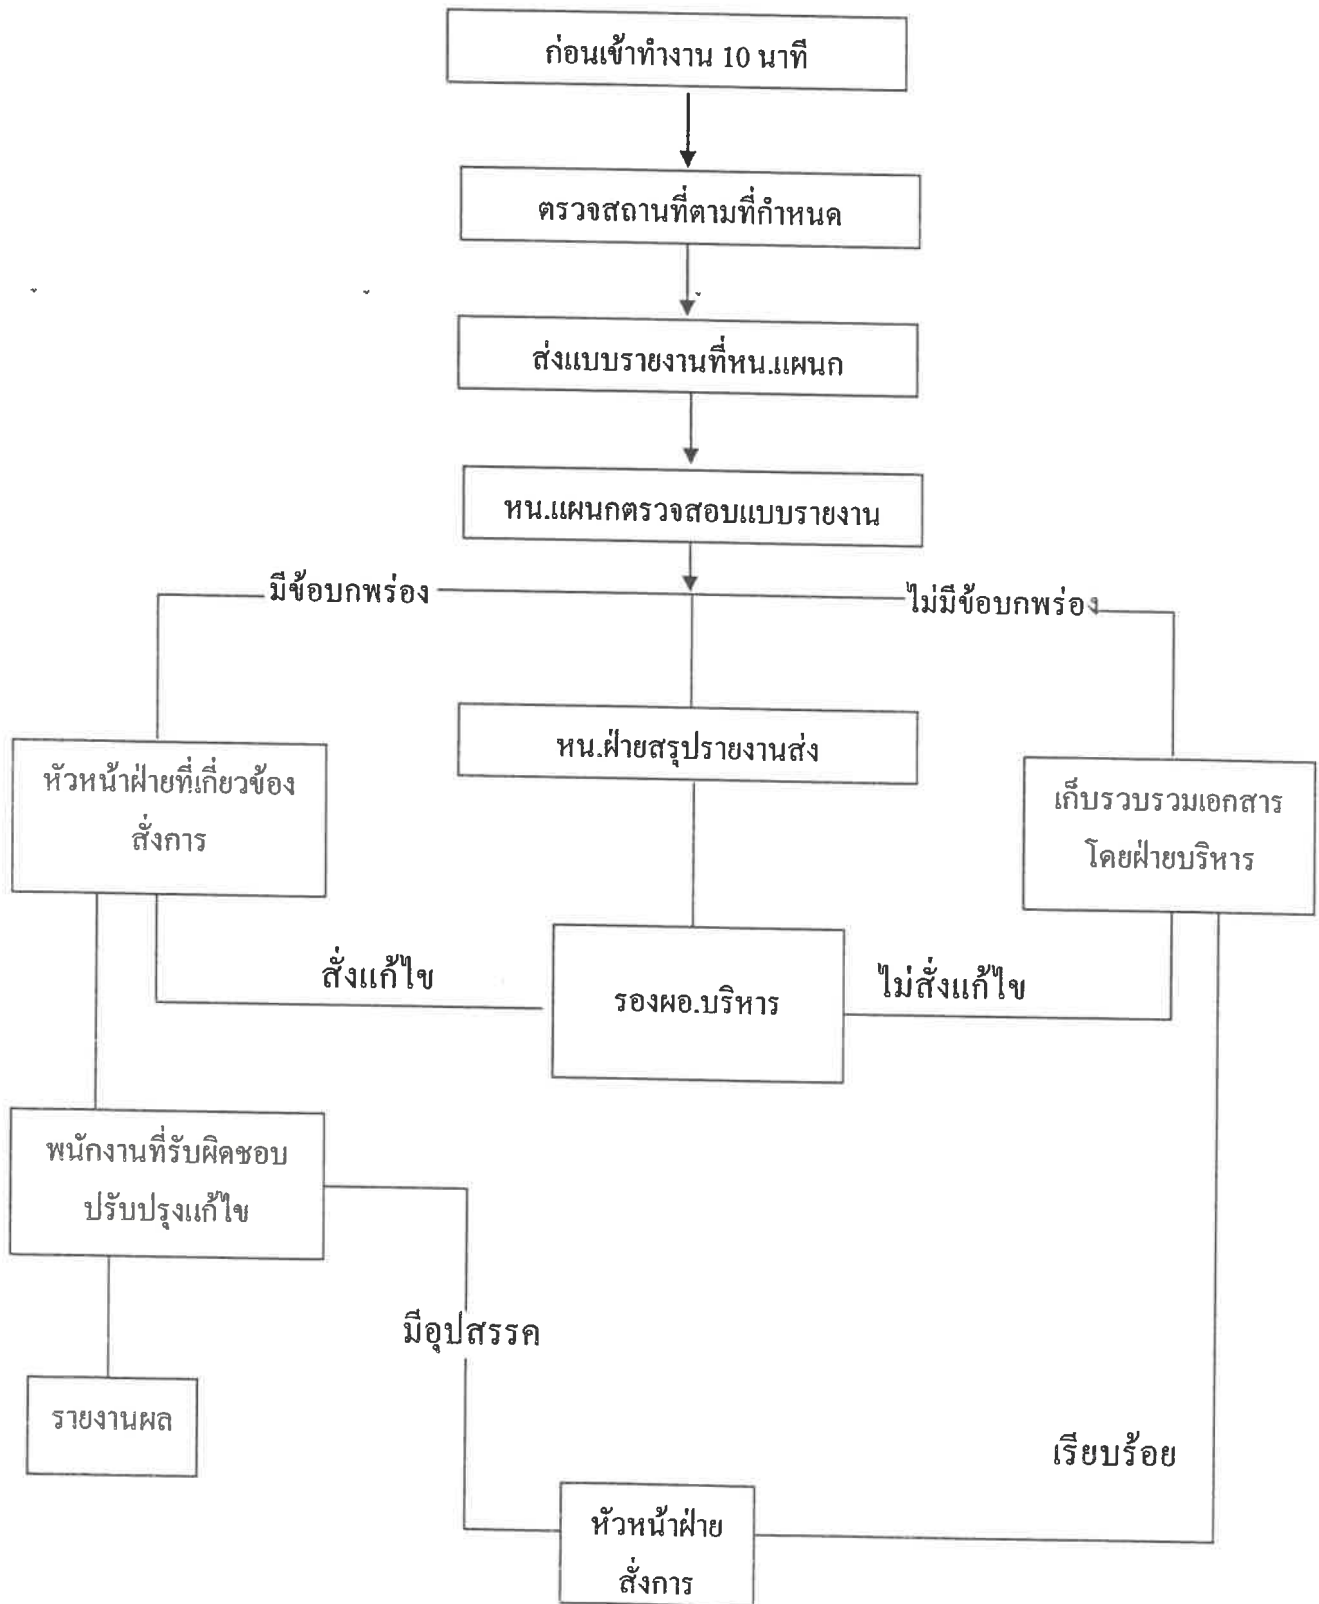 ก่อนเข้าทำงาน 10 นาที
ตรวจสถานที่ตามที่กำหนด
ส่งแบบรายงานที่หน.แผนก
หน.แผนกตรวจสอบแบบรายงาน
มีข้อบกพร่อง
ไม่มีข้อบกพร่อง
หน.ฝ่ายสรุปรายงานส่ง
หัวหน้าฝ่ายที่เกี่ยวข้อง
สั่งการ
เก็บรวบรวมเอกสาร
โดยฝ่ายบริหาร
สั่งแก้ไข
รองผอ.บริหาร
ไม่สั่งแก้ไข
พนักงานที่รับผิดชอบ
ปรับปรุงแก้ไข
มีอุปสรรค
รายงานผล
เรียบร้อย
หัวหน้าฝ่าย
สั่งการ